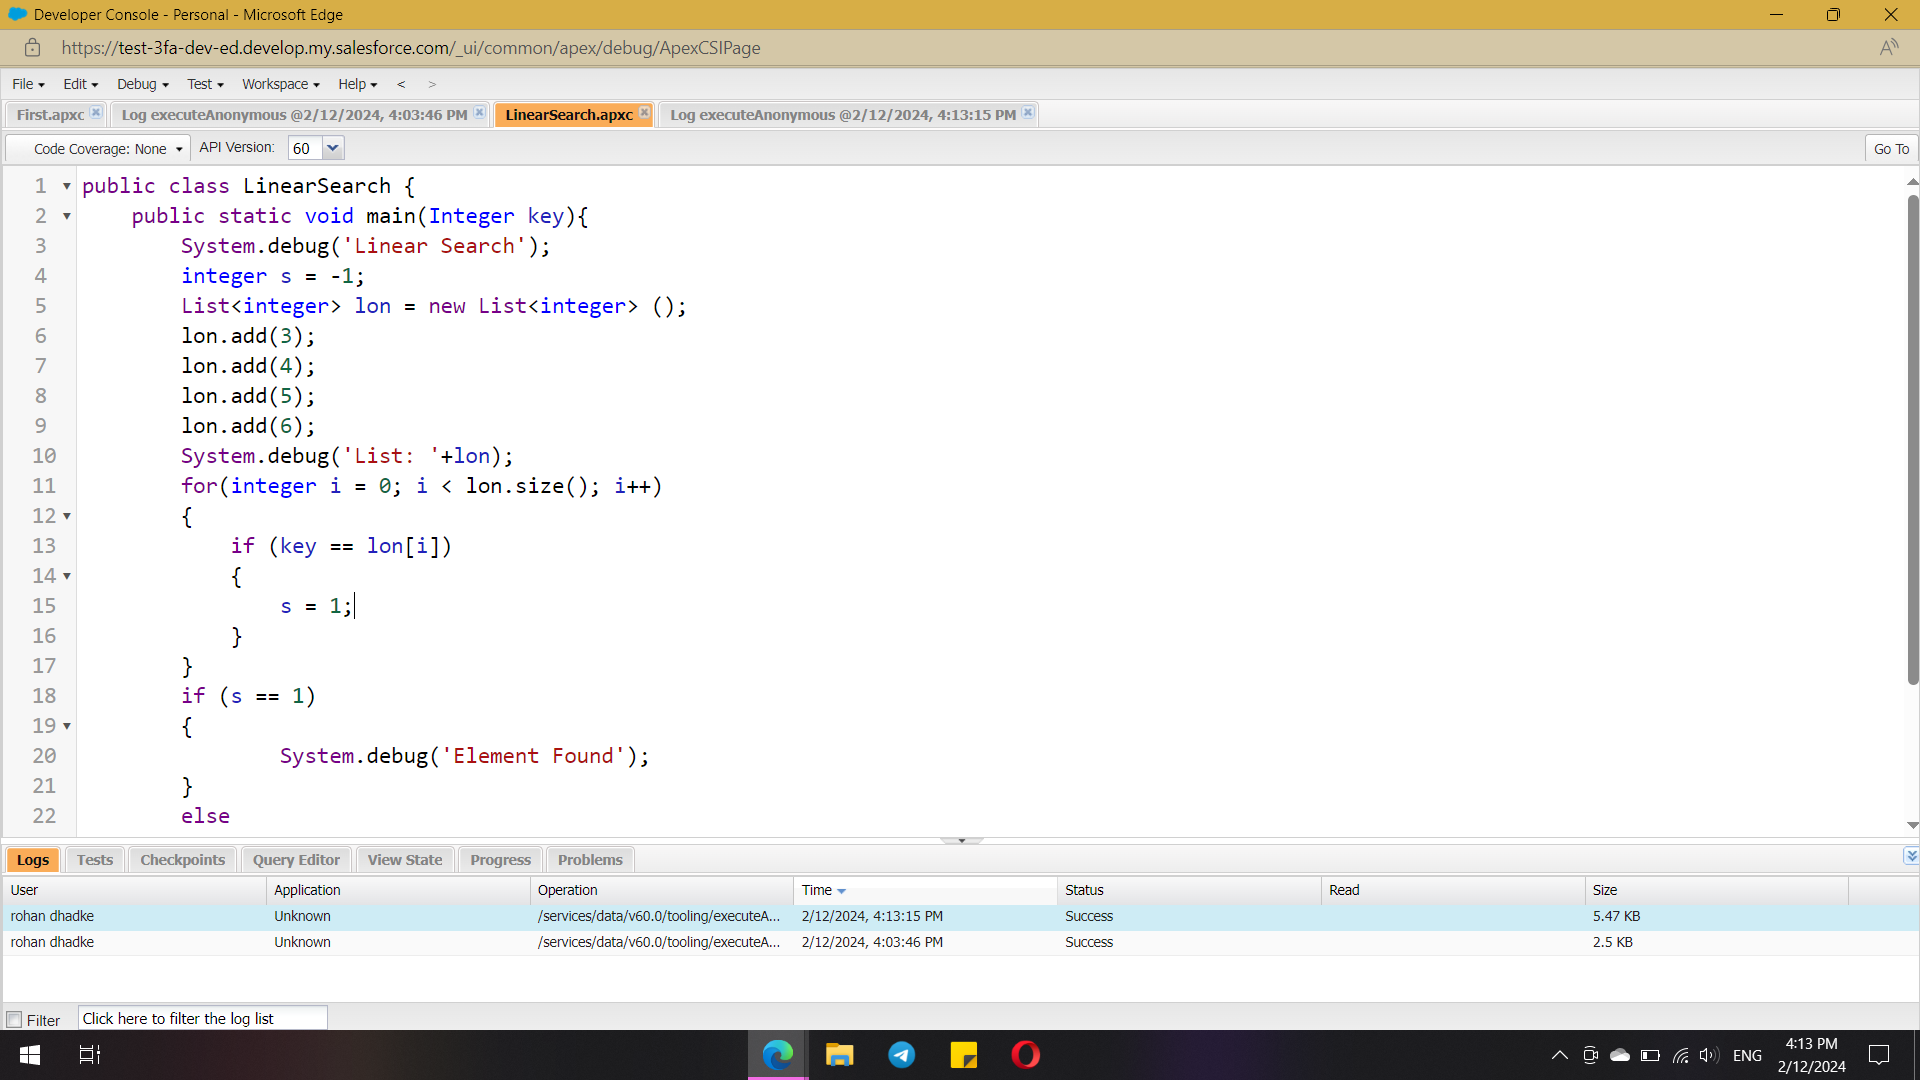 Developer Console - Personal - Microsoft Edge
https://test-3fa-dev-ed.develop.my.salesforce.com/_ui/common/apex/debug/ApexCSIPage
File Edit Debug Test Workspace Help < >
First.apxc Log executeAnonymous @2/12/2024, 4:03:46 PM LinearSearch.apxc Log executeAnonymous @2/12/2024, 4:13:15 PM
Code Coverage: None API Version: 60 Go To
1 public class LinearSearch {
2 public static void main(Integer key){
3 System.debug('Linear Search');
4 integer s = -1;
5 List<integer> lon = new List<integer> ();
6 lon.add(3);
7 lon.add(4);
8 lon.add(5);
9 lon.add(6);
10 System.debug('List: '+lon);
11 for(integer i = 0; i < lon.size(); i++)
12 {
13 if (key == lon[i])
14 {
15 s = 1;
16 }
17 }
18 if (s == 1)
19 {
20 System.debug('Element Found');
21 }
22 else
Logs Tests Checkpoints Query Editor View State Progress Problems
User Application Operation Time Status Read Size
rohan dhadke Unknown /services/data/v60.0/tooling/executeA... 2/12/2024, 4:13:15 PM Success 5.47 KB
rohan dhadke Unknown /services/data/v60.0/tooling/executeA... 2/12/2024, 4:03:46 PM Success 2.5 KB
Filter Click here to filter the log list
ENG 4:13 PM
2/12/2024